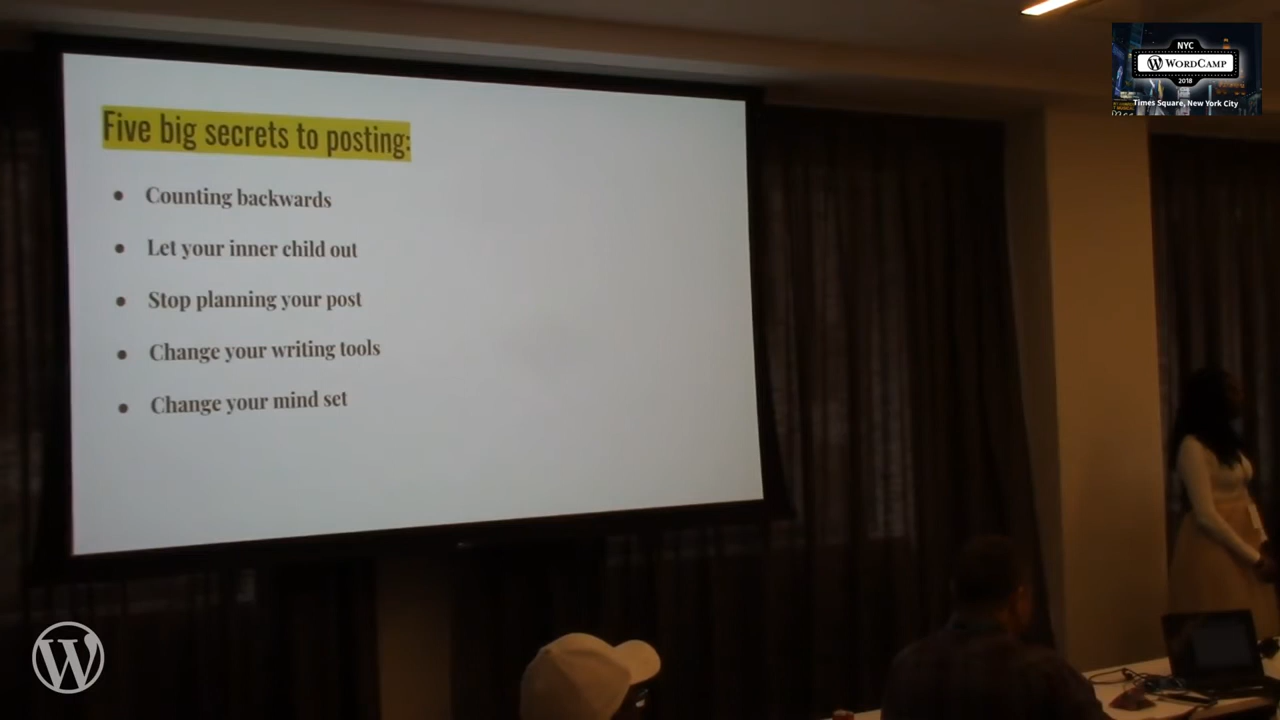 Five big secrets to posting:
• Counting backwards
• Let your inner child out
• Stop planning your post
• Change your writing tools
• Change your mind set
NYC
WORDCAMP
2018
Times Square, New York City